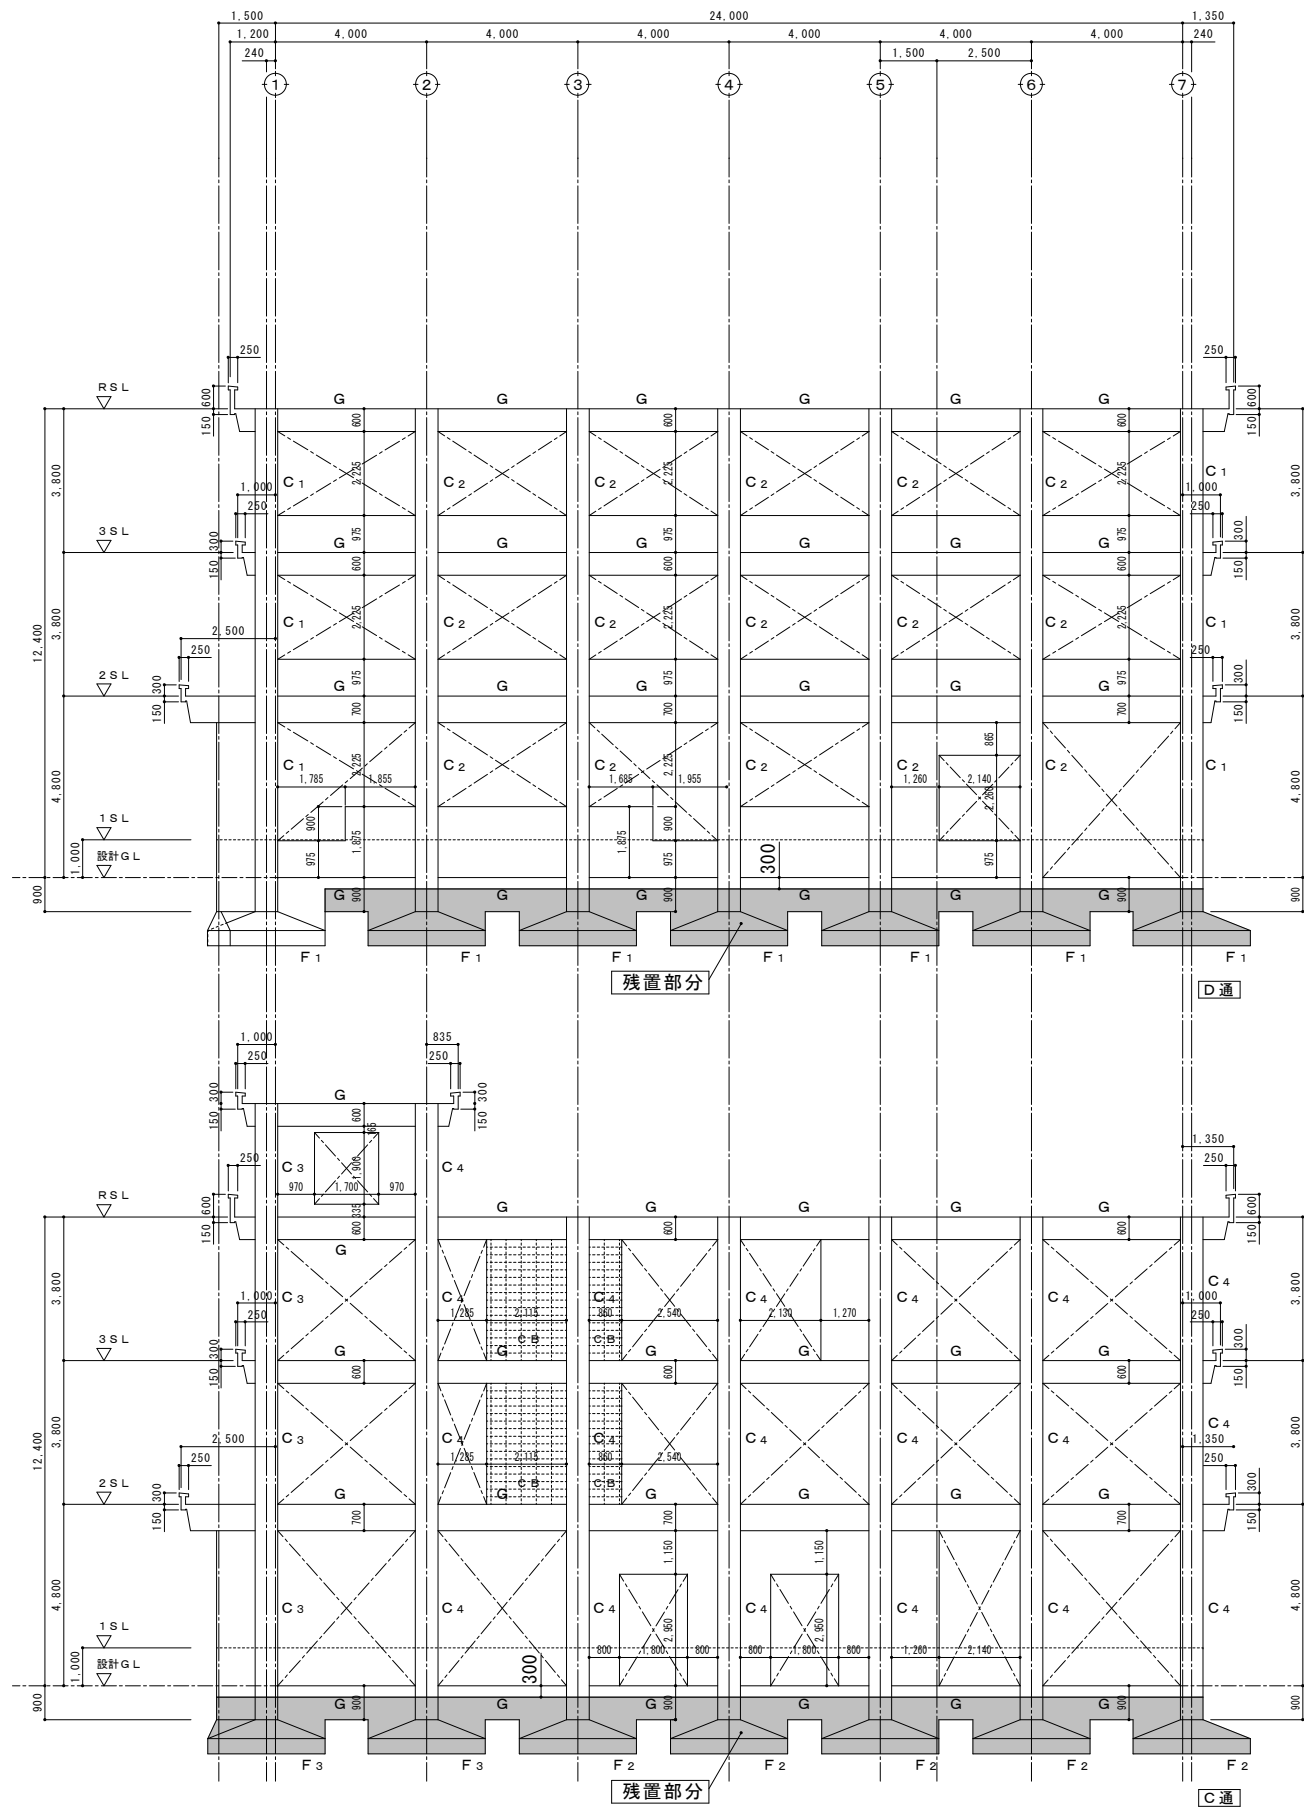 1,500 24,000 1,350
1,200 4,000 4,000 4,000 4,000 4,000 4,000 240
240 1,500 2,500
1 2 3 4 5 6 7
250 250
RSL G G G G G G
600 150 600 600 600 600 150
3,800 C1 2,225 C2 C2 2,225 C2 C2 C2 2,225 C1 3,800
1,000 1,000
250 250
975 975 975
3SL G G G G G G
300 150 600 600 600 300 150
12,400 3,800 C1 2,225 C2 C2 2,225 C2 C2 C2 2,225 C1 3,800
2,500
250 250
975 975 975
2SL G G G G G G
300 150 700 700 700 300 150
865
4,800 C1 2,225 C2 C2 2,225 C2 C2 C2 C1 4,800
1,785 1,855 1,685 1,955 1,260 2,140
2,260
900 1,875 1,875 900
1SL
1,000 975 975 300 975
設計GL
900 G 900 G G 900 G G G 900 900
F1 F1 F1 F1 F1 F1 F1
残置部分
D通
1,000 835
250 250
300 150 G 300 150
600
165
C3 1,900 C4 1,350
250 250
970 1,700 970
335
RSL G G G G G
600 150 600 600 600 600 150
G
3,800 C3 C4 C4 C4 C4 C4 C4 3,800
1,000 1,000
250 1,285 2,115 860 2,540 2,130 1,270 250
CB CB
3SL G G G G G G
300 150 600 600 600 300 150
12,400 3,800 C3 C4 C4 C4 C4 C4 C4 3,800
2,500 1,350
250 1,285 2,115 860 2,540 250
CB CB
2SL G G G G G G
300 150 700 700 700 300 150
1,150 1,150
4,800 C3 C4 C4 C4 C4 C4 C4 4,800
2,950 2,950
1SL
800 1,800 800 800 1,800 800 1,260 2,140
1,000 300
設計GL
900 G 900 G G 900 G G G 900 900
F3 F3 F2 F2 F2 F2 F2
残置部分
C通